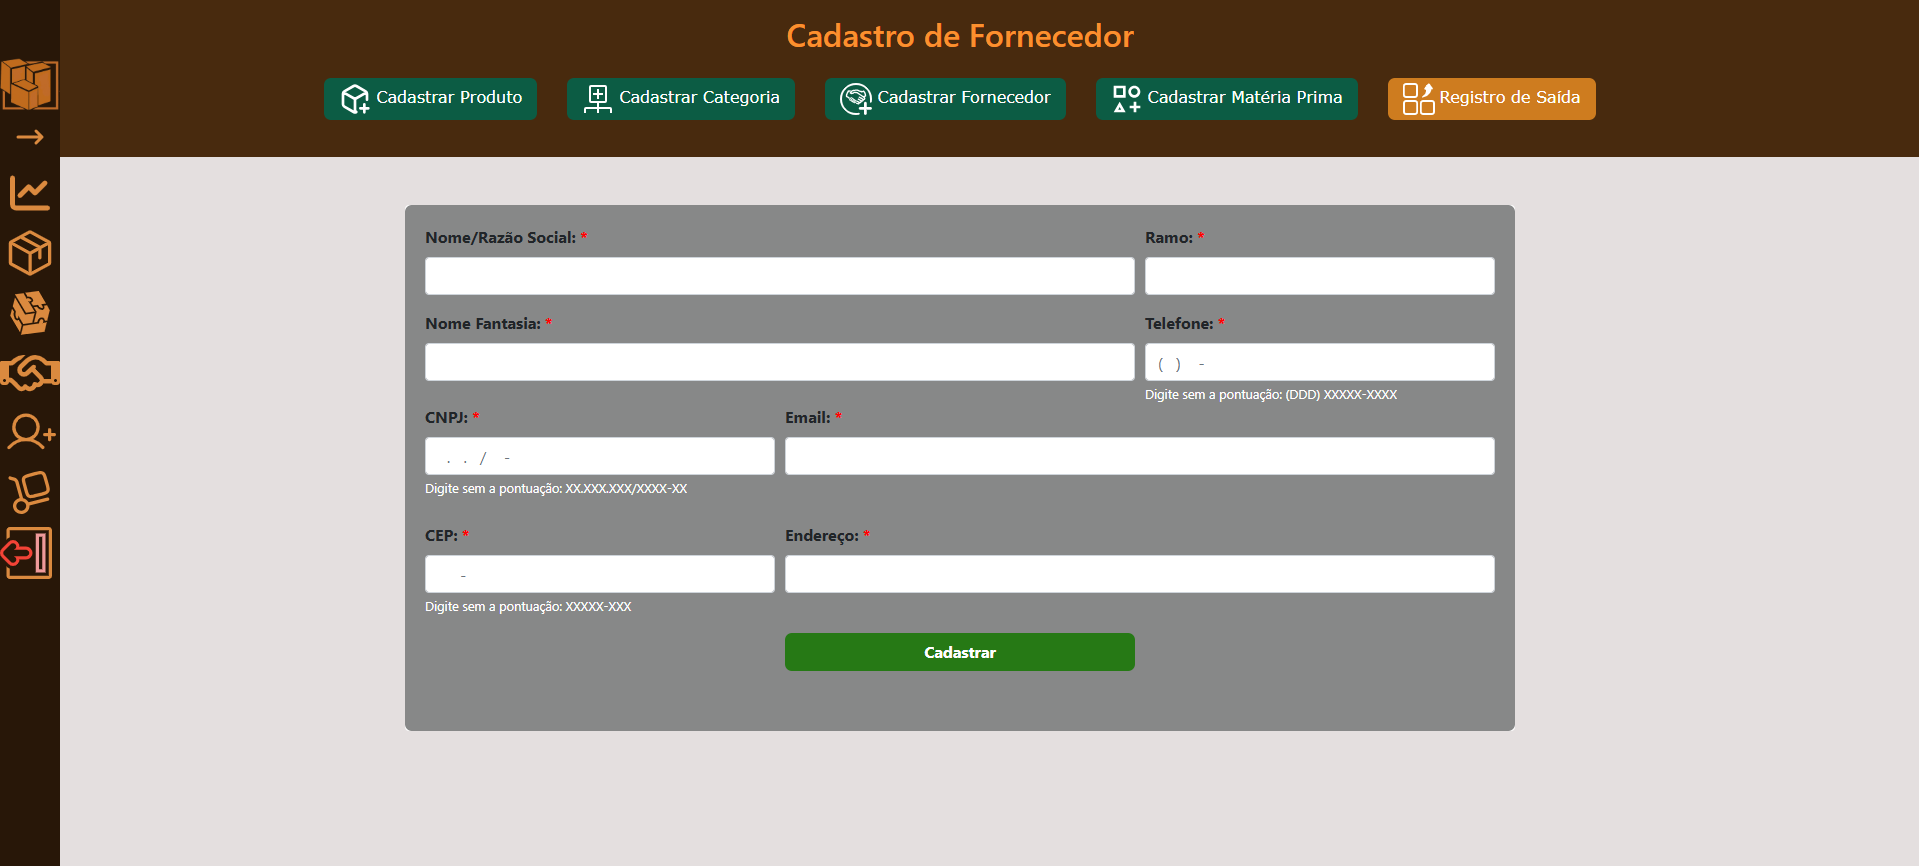 Cadastro de Fornecedor
Cadastrar Produto
Cadastrar Categoria
Cadastrar Fornecedor
Cadastrar Matéria Prima
Registro de Saída
Nome/Razão Social: *
Ramo: *
Nome Fantasia: *
Telefone: *
( ) -
Digite sem a pontuação: (DDD) XXXXX-XXXX
CNPJ: *
Email: *
. . / -
Digite sem a pontuação: XX.XXX.XXX/XXXX-XX
CEP: *
Endereço: *
-
Digite sem a pontuação: XXXXX-XXX
Cadastrar